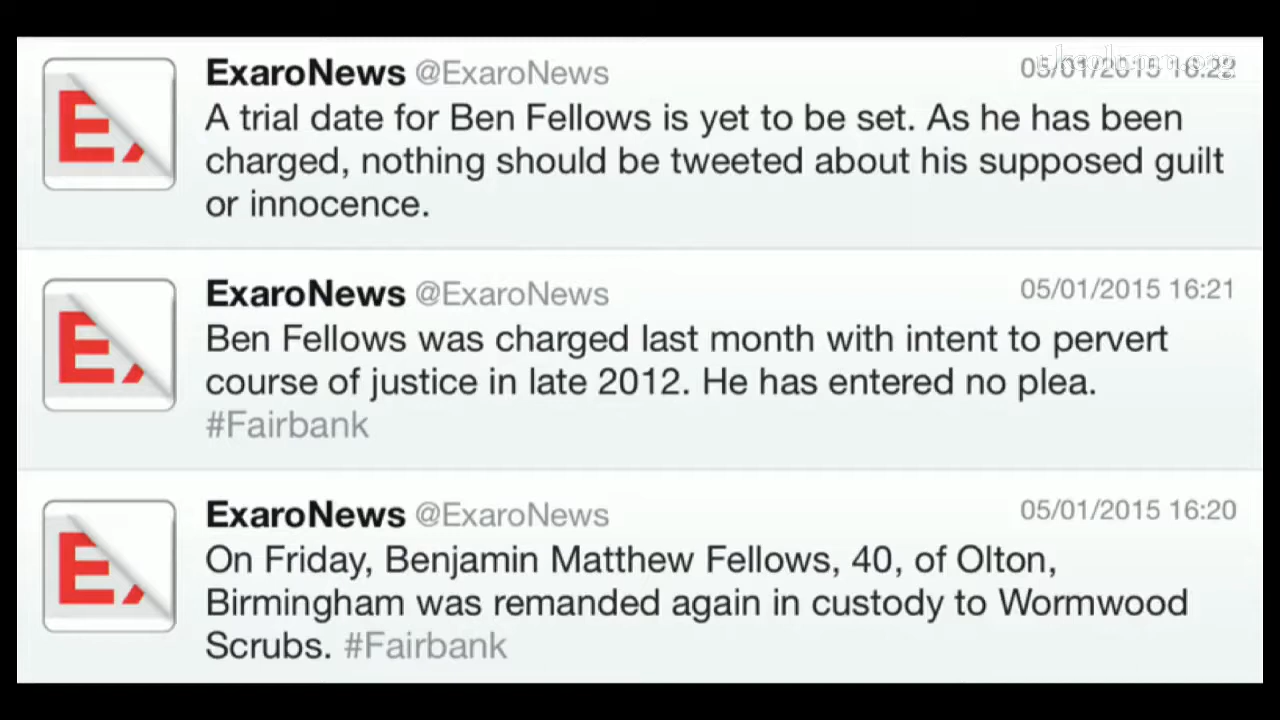 ukcolumn.org
ExaroNews @ExaroNews 05/01/2015 16:22
A trial date for Ben Fellows is yet to be set. As he has been
charged, nothing should be tweeted about his supposed guilt
or innocence.
ExaroNews @ExaroNews 05/01/2015 16:21
Ben Fellows was charged last month with intent to pervert
course of justice in late 2012. He has entered no plea.
#Fairbank
ExaroNews @ExaroNews 05/01/2015 16:20
On Friday, Benjamin Matthew Fellows, 40, of Olton,
Birmingham was remanded again in custody to Wormwood
Scrubs. #Fairbank